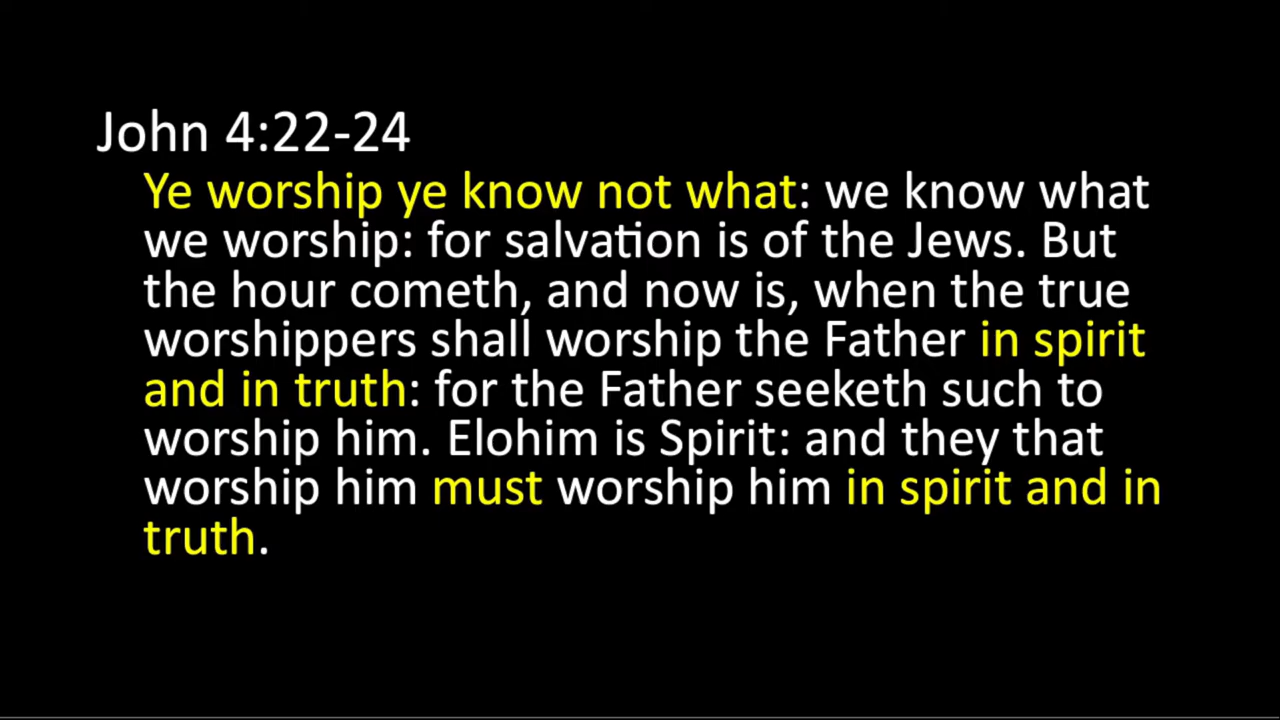 John 4:22-24
Ye worship ye know not what: we know what
we worship: for salvation is of the Jews. But
the hour cometh, and now is, when the true
worshippers shall worship the Father in spirit
and in truth: for the Father seeketh such to
worship him. Elohim is Spirit: and they that
worship him must worship him in spirit and in
truth.